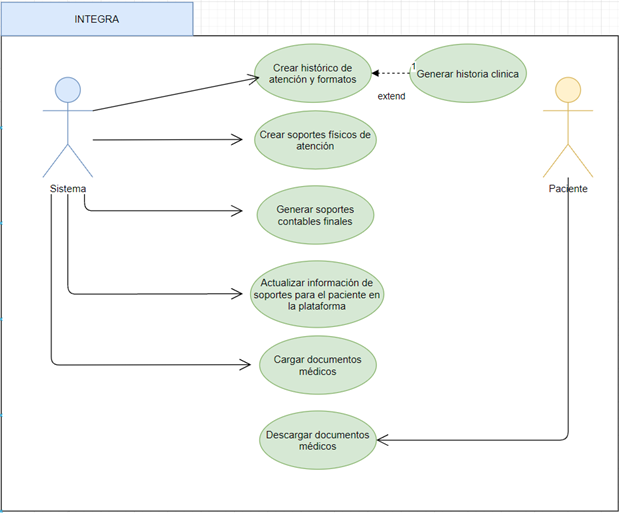 INTEGRA
Crear histórico de
atención y formatos
1
Generar historia clinica
extend
Crear soportes físicos de
atención
Sistema
Paciente
Generar soportes
contables finales
Actualizar información de
soportes para el paciente en
la plataforma
Cargar documentos
médicos
Descargar documentos
médicos